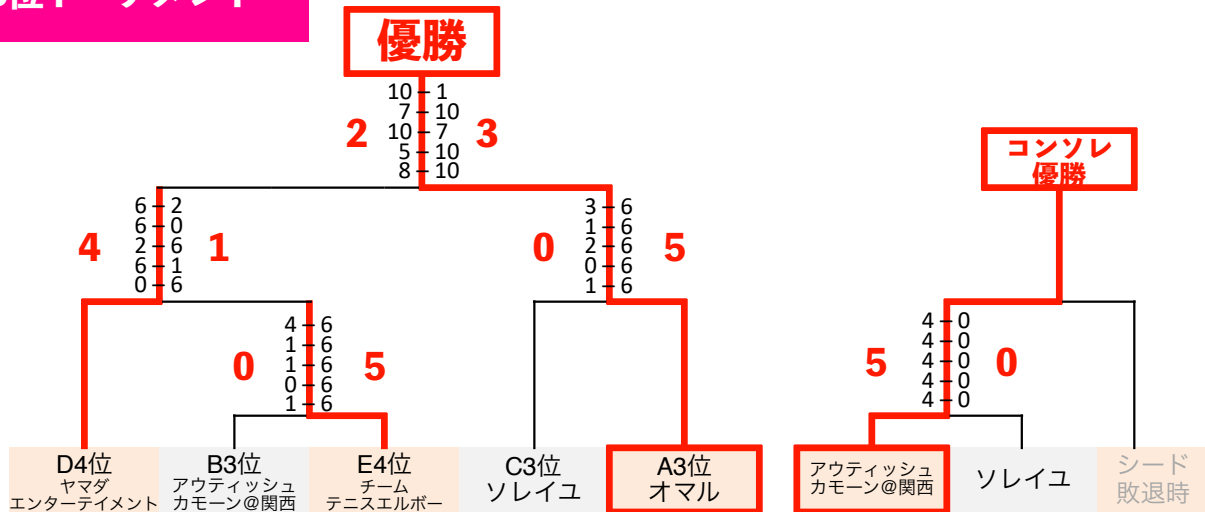 優勝
10 1
7 10
10 7
5 10
8 10
2 3
コンソレ
優勝
6 2
6 0
2 6
6 1
0 6
4 1
3 6
1 6
2 6
0 6
1 6
0 5
4 6
1 6
1 6
0 6
1 6
0 5
4 0
4 0
4 0
4 0
4 0
5 0
D4位
ヤマダ
エンターテイメント
B3位
アウティッシュ
カモーン@関西
E4位
チーム
テニスエルボー
C3位
ソレイユ
A3位
オマル
アウティッシュ
カモーン@関西
ソレイユ
シード
敗退時